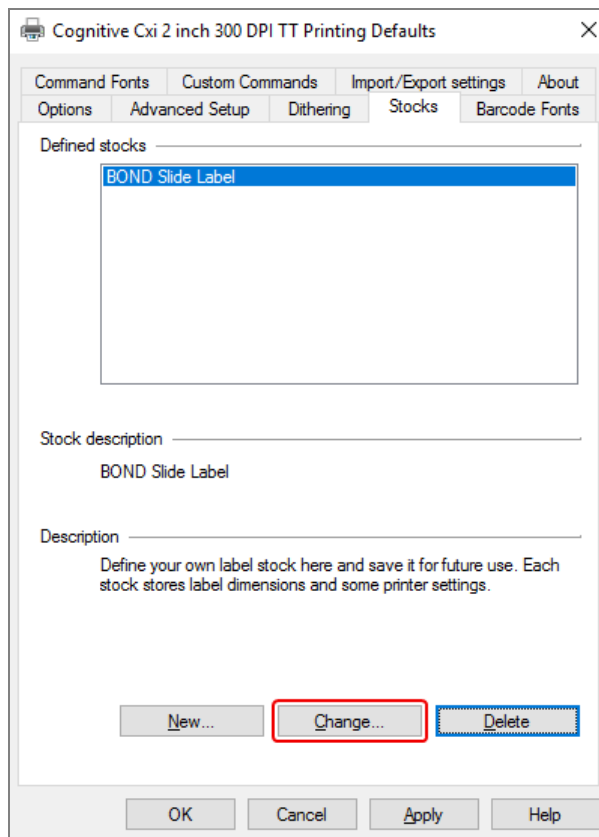 Cognitive Cxi 2 inch 300 DPI TT Printing Defaults
Command Fonts Custom Commands Import/Export settings About
Options Advanced Setup Dithering Stocks Barcode Fonts
Defined stocks
BOND Slide Label
Stock description
BOND Slide Label
Description
Define your own label stock here and save it for future use. Each
stock stores label dimensions and some printer settings.
New... Change... Delete
OK Cancel Apply Help